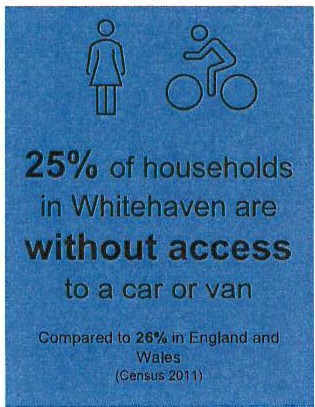 25% of households
in Whitehaven are
without access
to a car or van
Compared to 26% in England and
Wales
(Census 2011)